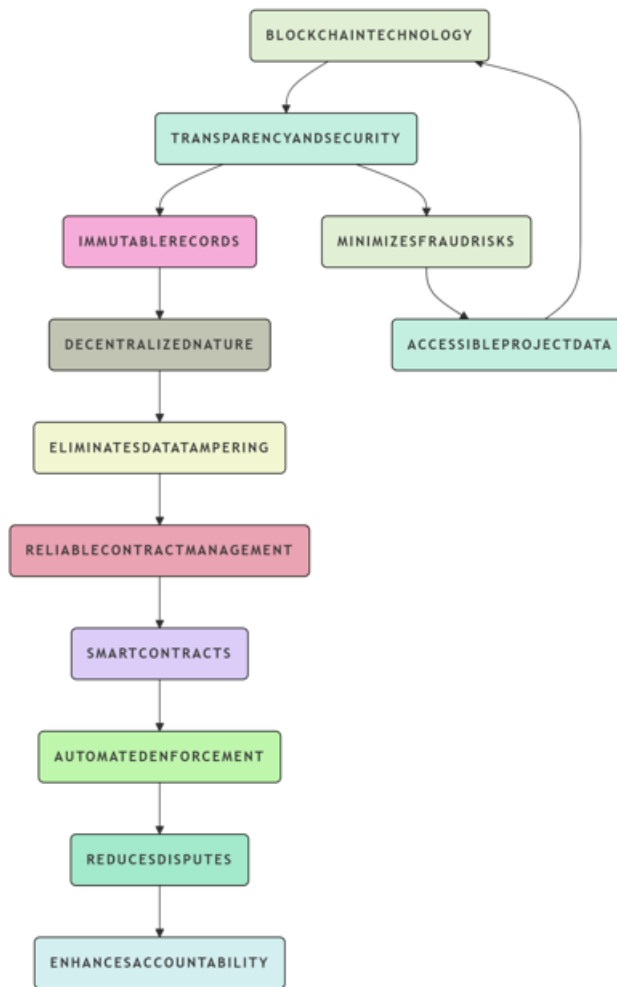 BLOCKCHAINTECHNOLOGY
TRANSPARENCYANDSECURITY
IMMUTABLERECORDS
MINIMIZESFRAUDRISKS
DECENTRALIZEDNATURE
ACCESSIBLEPROJECTDATA
ELIMINATESDATATAMPERING
RELIABLECONTRACTMANAGEMENT
SMARTCONTRACTS
AUTOMATEDENFORCEMENT
REDUCESDISPUTES
ENHANCESACCOUNTABILITY